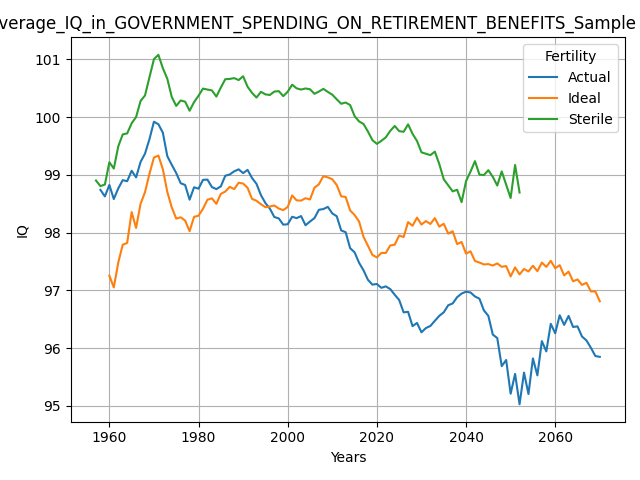 verage_IQ_in_GOVERNMENT_SPENDING_ON_RETIREMENT_BENEFITS_Sample
Fertility
Actual
Ideal
Sterile
IQ
101
100
99
98
97
96
95
1960 1980 2000 2020 2040 2060
Years